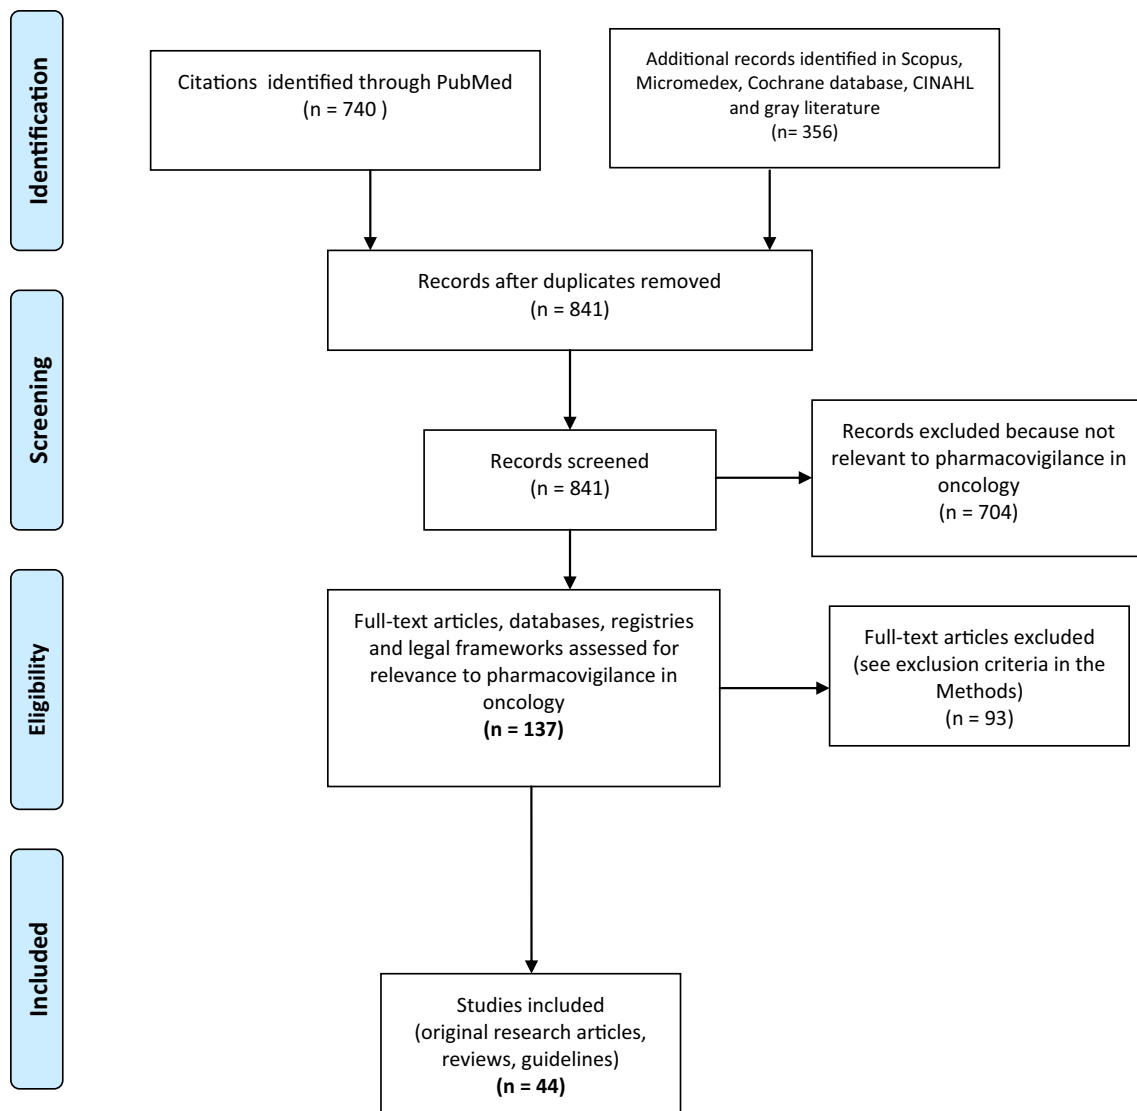 Identification
Citations identified through PubMed
(n = 740 )
Additional records identified in Scopus,
Micromedex, Cochrane database, CINAHL
and gray literature
(n= 356)
Records after duplicates removed
(n = 841)
Screening
Records screened
(n = 841)
Records excluded because not
relevant to pharmacovigilance in
oncology
(n = 704)
Eligibility
Full-text articles, databases, registries
and legal frameworks assessed for
relevance to pharmacovigilance in
oncology
(n = 137)
Full-text articles excluded
(see exclusion criteria in the
Methods)
(n = 93)
Included
Studies included
(original research articles,
reviews, guidelines)
(n = 44)